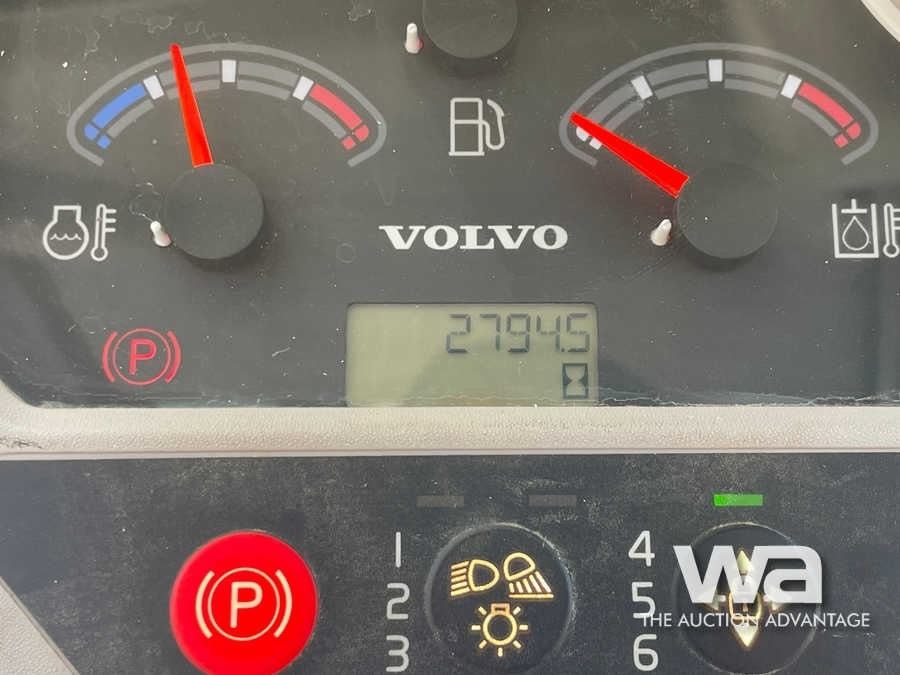 VOLVO
2794.5
P
P
1
2
3
4
5
6
wa
THE AUCTION ADVANTAGE